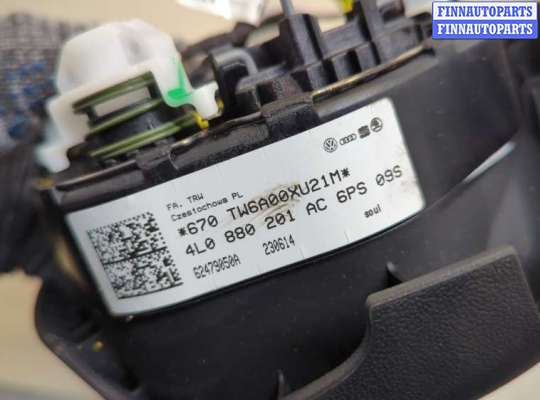 FINNAUTOPARTS
FINNAUTOPARTS
FA. TRW
Czestochowa PL
*670 TW6A00XU21M*
4L0 880 201 AC 6PS 09S
62479050A 230614 soul